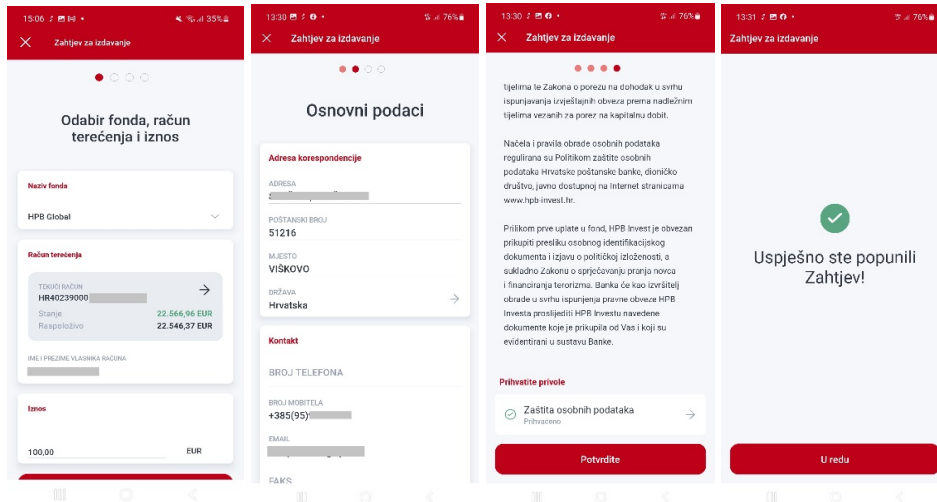 15:06
35%
Zahtjev za izdavanje
Odabir fonda, račun
terećenja i iznos
Naziv fonda
HPB Global
Račun terećenja
TEKUĆI RAČUN
HR40239000
Stanje
22.566,96 EUR
Raspoloživo
22.546,37 EUR
IME I PREZIME VLASNIKA RAČUNA
Iznos
100,00
EUR
13:30
76%
Zahtjev za izdavanje
Osnovni podaci
Adresa korespondencije
ADRESA
POŠTANSKI BROJ
51216
MJESTO
VIŠKOVO
DRŽAVA
Hrvatska
Kontakt
BROJ TELEFONA
BROJ MOBITELA
+385(95)
EMAIL
FAKS
13:30
76%
Zahtjev za izdavanje
tijelima te Zakona o porezu na dohodak u svrhu
ispunjavanja izvještajnih obveza prema nadležnim
tijelima vezanih za porez na kapitalnu dobit.
Načela i pravila obrade osobnih podataka
regulirana su Politikom zaštite osobnih
podataka Hrvatske poštanske banke, dioničko
društvo, javno dostupnoj na Internet stranicama
www.hpb-invest.hr.
Prilikom prve uplate u fond, HPB Invest je obvezan
prikupiti presliku osobnog identifikacijskog
dokumenta i izjavu o političkoj izloženosti, a
sukladno Zakonu o sprječavanju pranja novca
i financiranja terorizma. Banka će kao izvršitelj
obrade u svrhu ispunjenja pravne obveze HPB
Investa proslijediti HPB Investu navedene
dokumente koje je prikupila od Vas i koji su
evidentirani u sustavu Banke.
Prihvatite privole
Zaštita osobnih podataka
Prihvaćeno
Potvrdite
13:31
76%
Zahtjev za izdavanje
Uspješno ste popunili
Zahtjev!
U redu